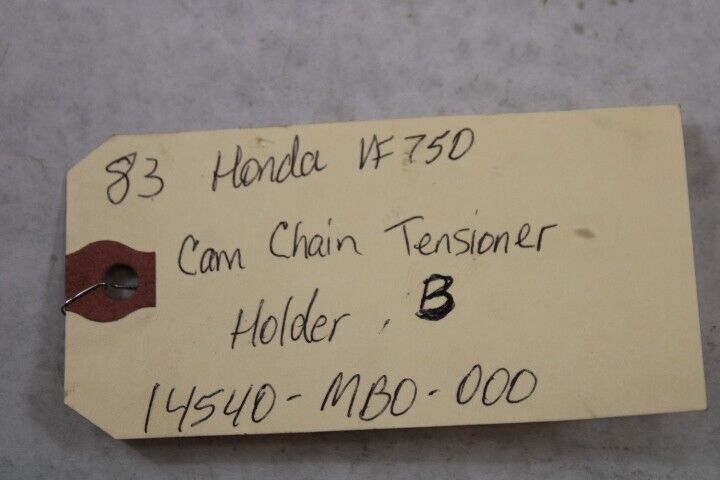 83 Honda VF750
Cam Chain Tensioner
Holder, B
14540-MB0-000